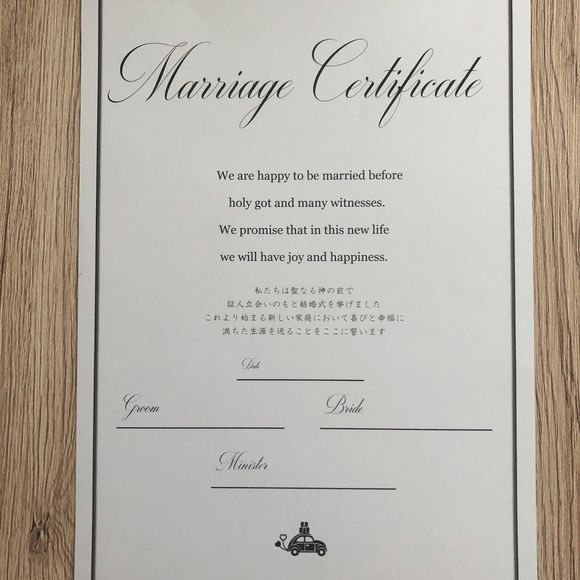 Marriage Certificate
We are happy to be married before
holy got and many witnesses.
We promise that in this new life
we will have joy and happiness.
私たちは聖なる神の前で
証人立会いのもと結婚式を挙げました
これより始まる新しい家庭において喜びと幸福に
満ちた生涯を送ることをここに誓います
Date
Groom
Bride
Minister